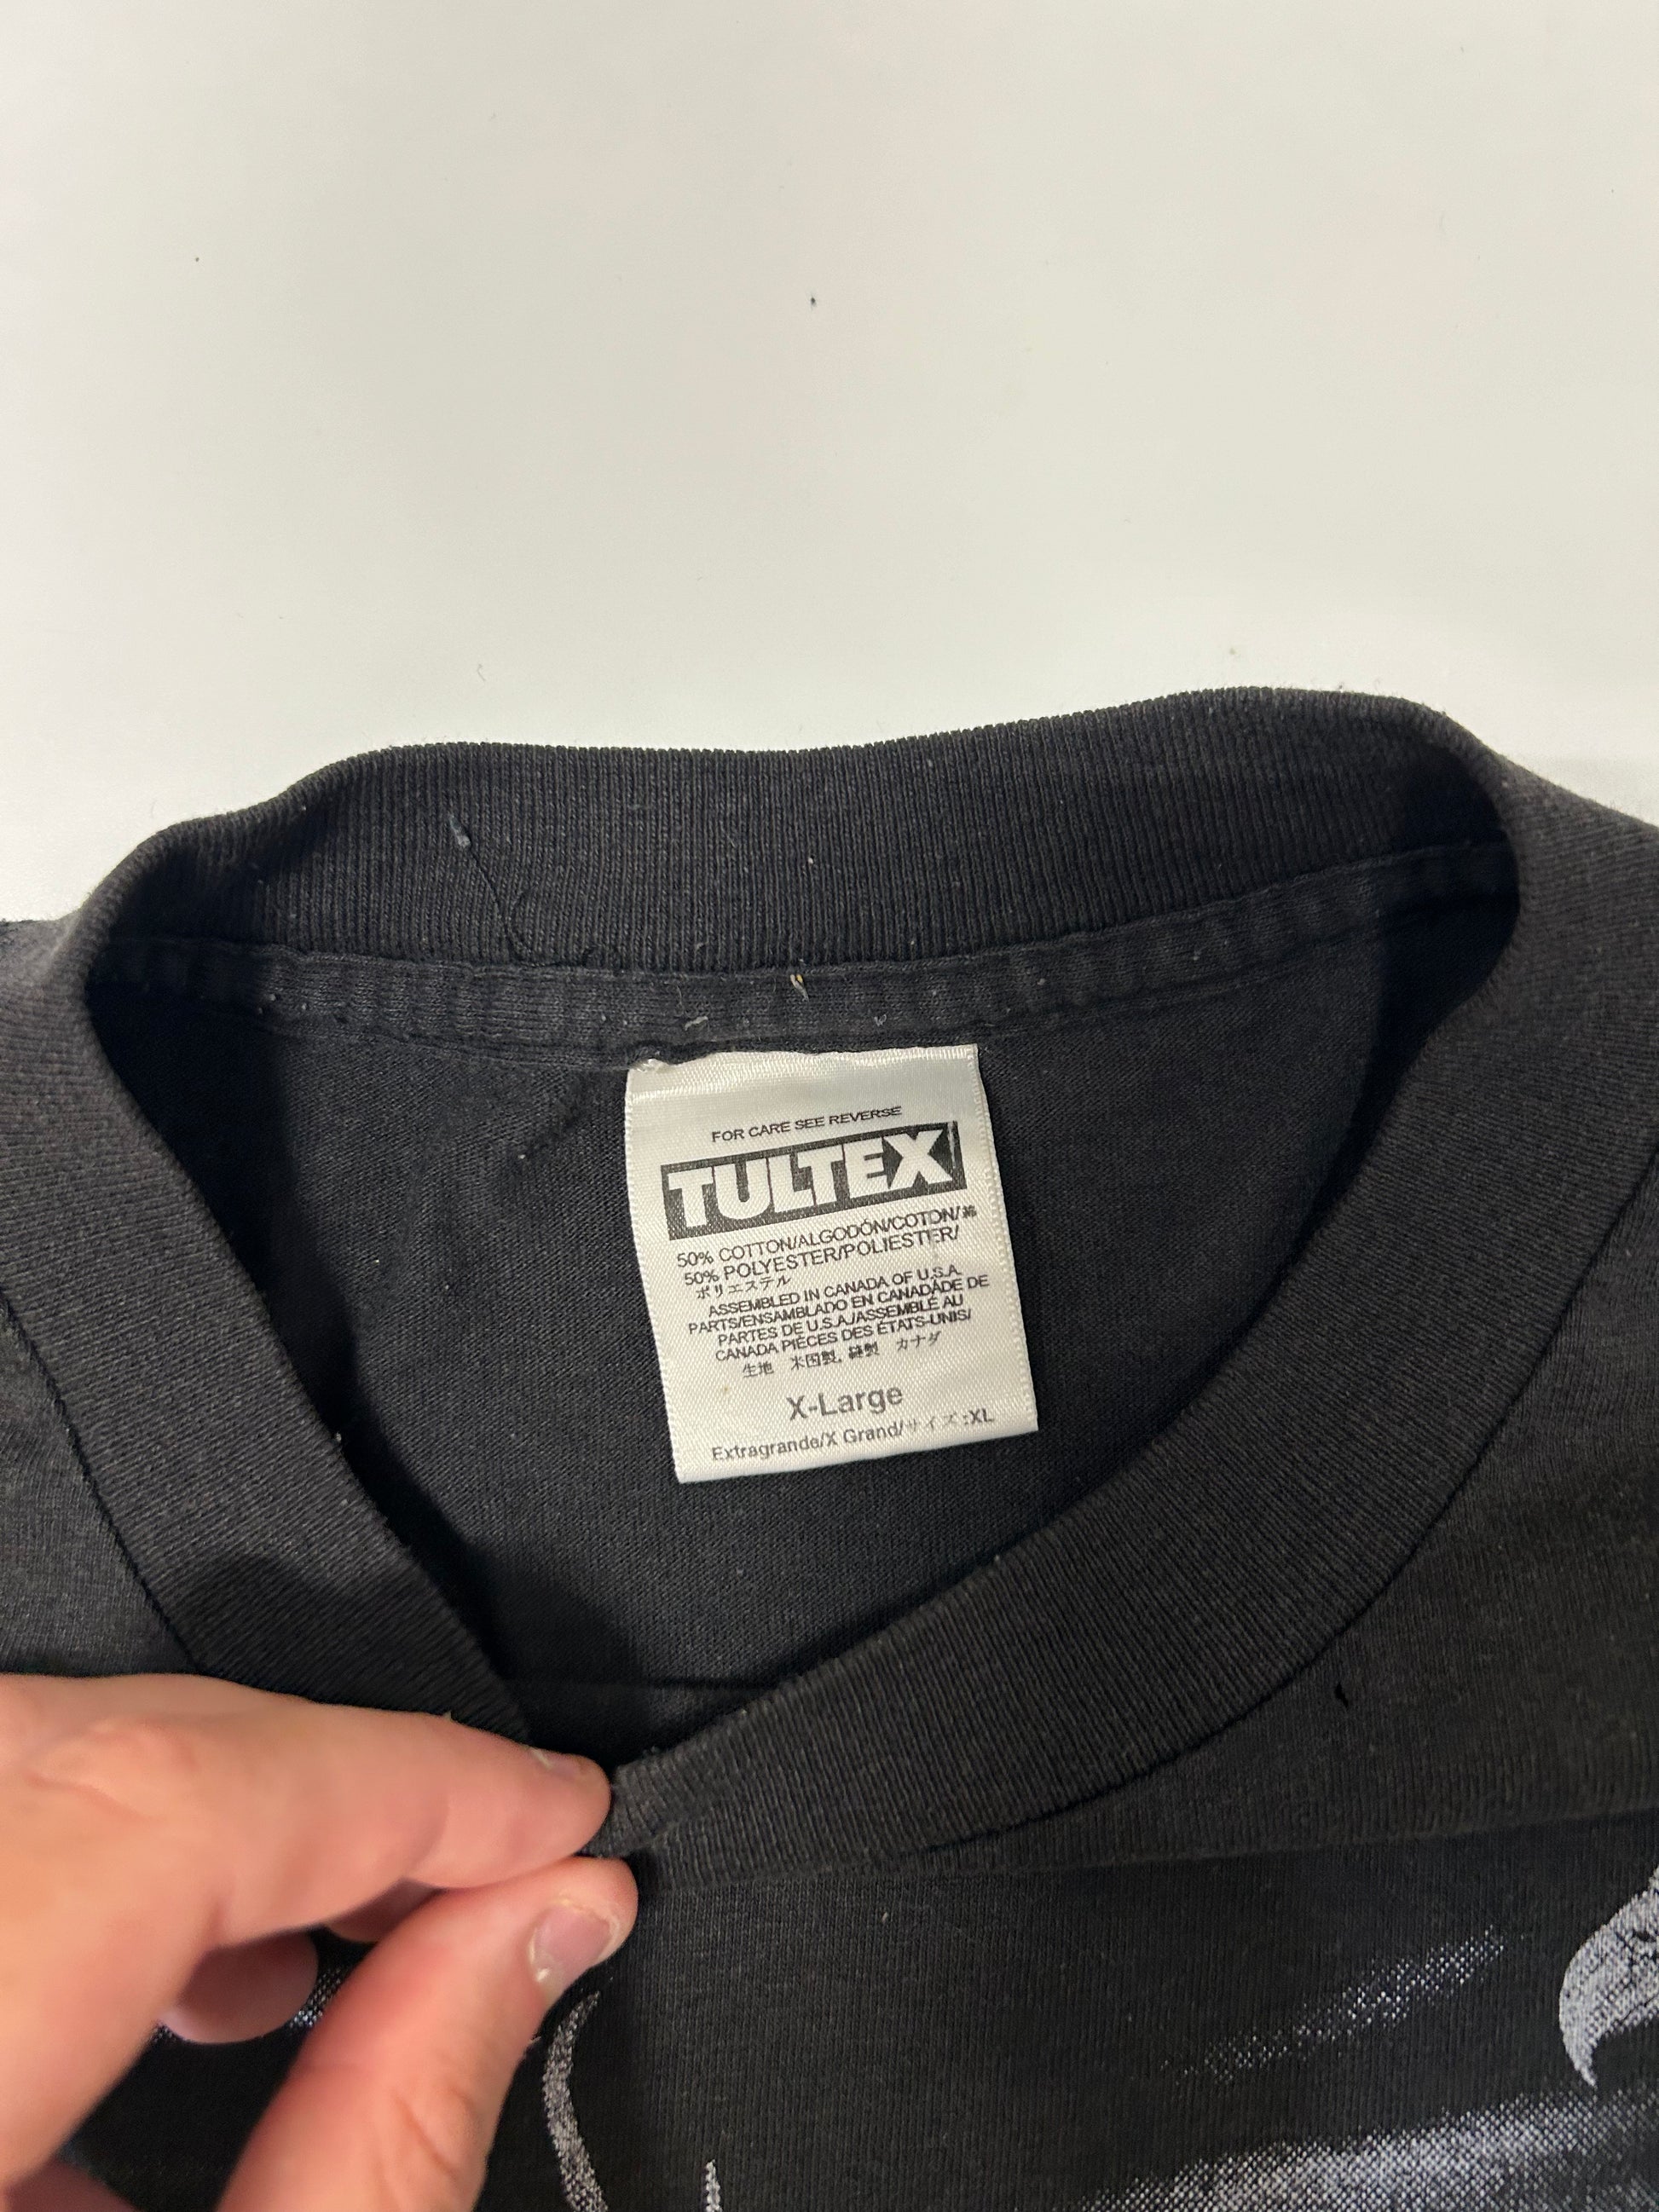 FOR CARE SEE REVERSE
TULTEX
50% COTTON/ALGODÓN/COTON/綿
50% POLYESTER/POLIESTER/
ポリエステル
ASSEMBLED IN CANADA OF U.S.A.
PARTS/ENSAMBLADO EN CANADÁDE DE
PARTES DE U.S.A./ASSEMBLÉ AU
CANADA PIÈCES DES ÉTATS-UNIS/
生地 米国製, 縫製 カナダ
X-Large
Extragrande/X Grand/サイズ:XL